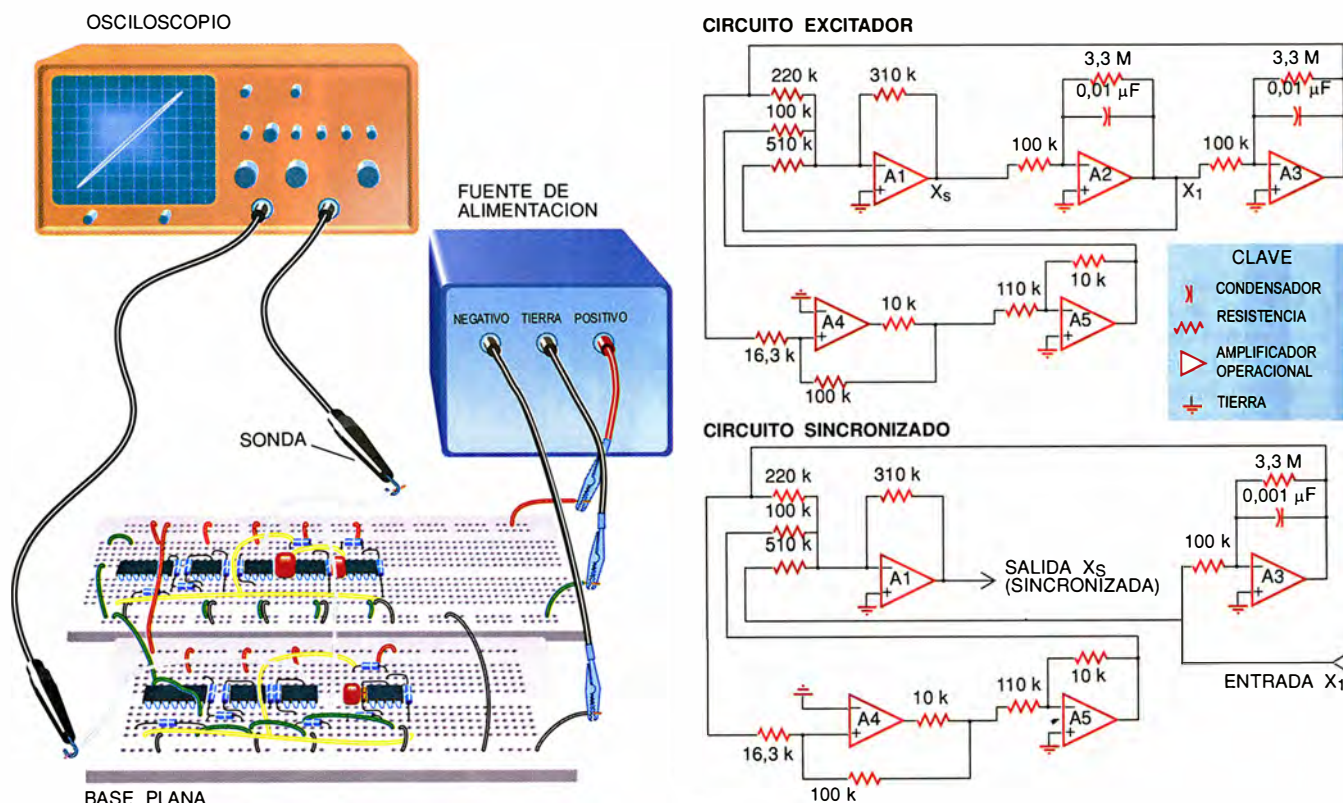 OSCILOSCOPIO
FUENTE DE
ALIMENTACION
NEGATIVO TIERRA POSITIVO
SONDA
BASE PLANA
CIRCUITO EXCITADOR
220 k
100 k
510 k
310 k
A1
XS
100 k
3,3 M
0,01 µF
A2
X1
100 k
3,3 M
0,01 µF
A3
16,3 k
A4
10 k
100 k
110 k
10 k
A5
CLAVE
CONDENSADOR
RESISTENCIA
AMPLIFICADOR
OPERACIONAL
TIERRA
CIRCUITO SINCRONIZADO
220 k
100 k
510 k
310 k
A1
SALIDA XS
(SINCRONIZADA)
100 k
3,3 M
0,001 µF
A3
ENTRADA X1
16,3 k
A4
10 k
100 k
110 k
10 k
A5